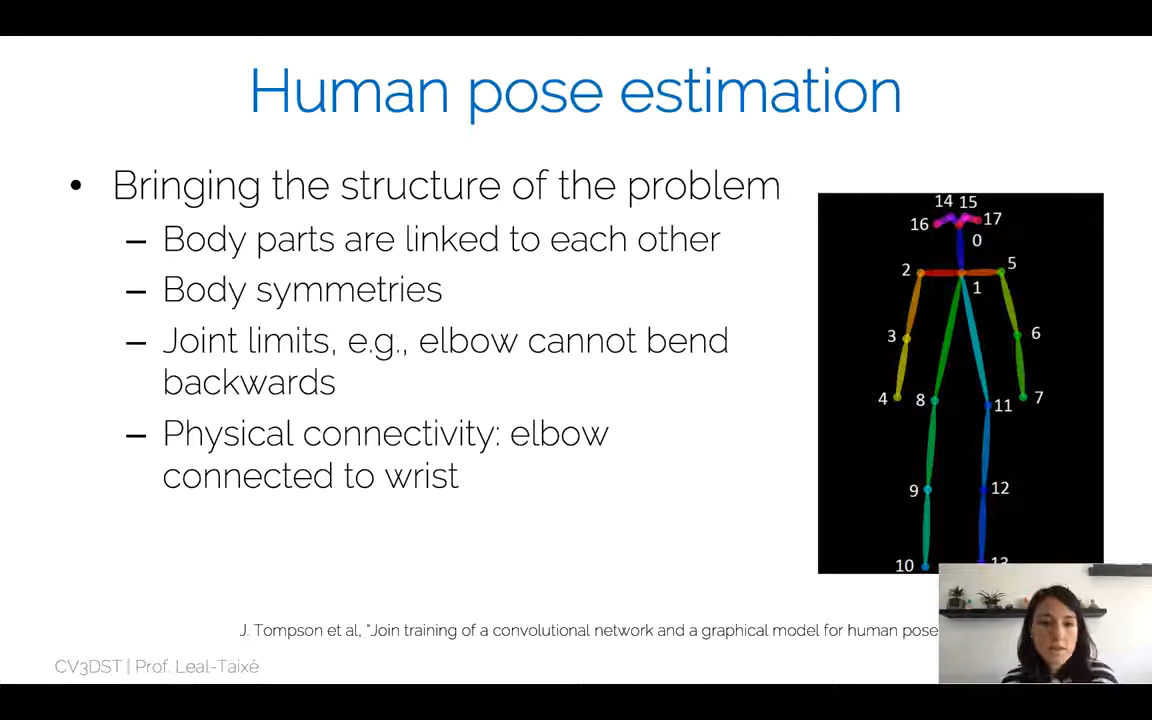 Human pose estimation
• Bringing the structure of the problem
– Body parts are linked to each other
– Body symmetries
– Joint limits, e.g., elbow cannot bend
backwards
– Physical connectivity: elbow
connected to wrist
14 15
16 17
0
2 5
1
3 6
4 8 11 7
9 12
10
J. Tompson et al, "Join training of a convolutional network and a graphical model for human pose
CV3DST | Prof. Leal-Taixé